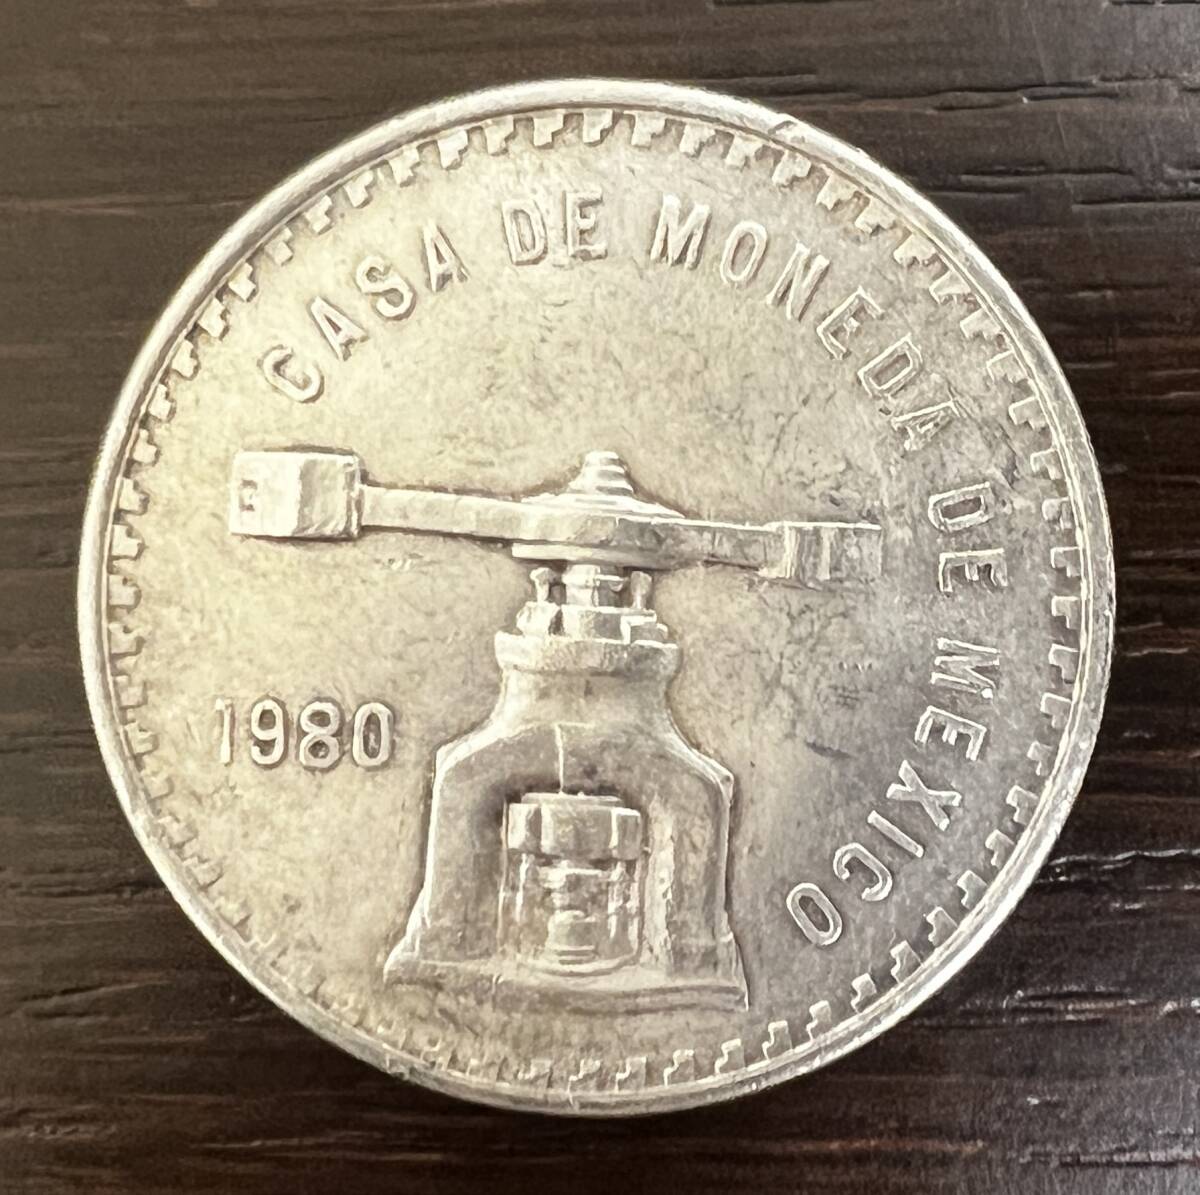 CASA DE MONEDA DE MEXICO
1980